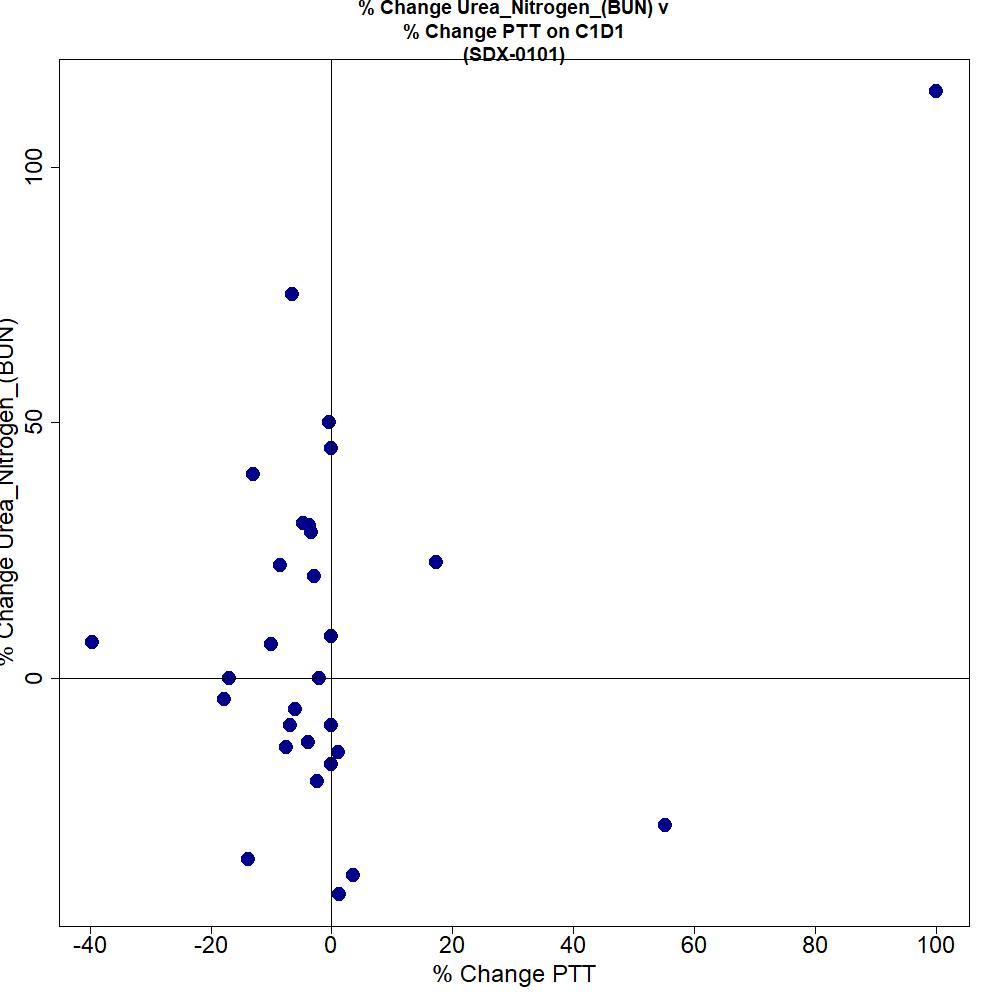 % Change Urea_Nitrogen_(BUN) v
% Change PTT on C1D1
(SDX-0101)
% Change Urea_Nitrogen_(BUN)
100
50
0
-40 -20 0 20 40 60 80 100
% Change PTT